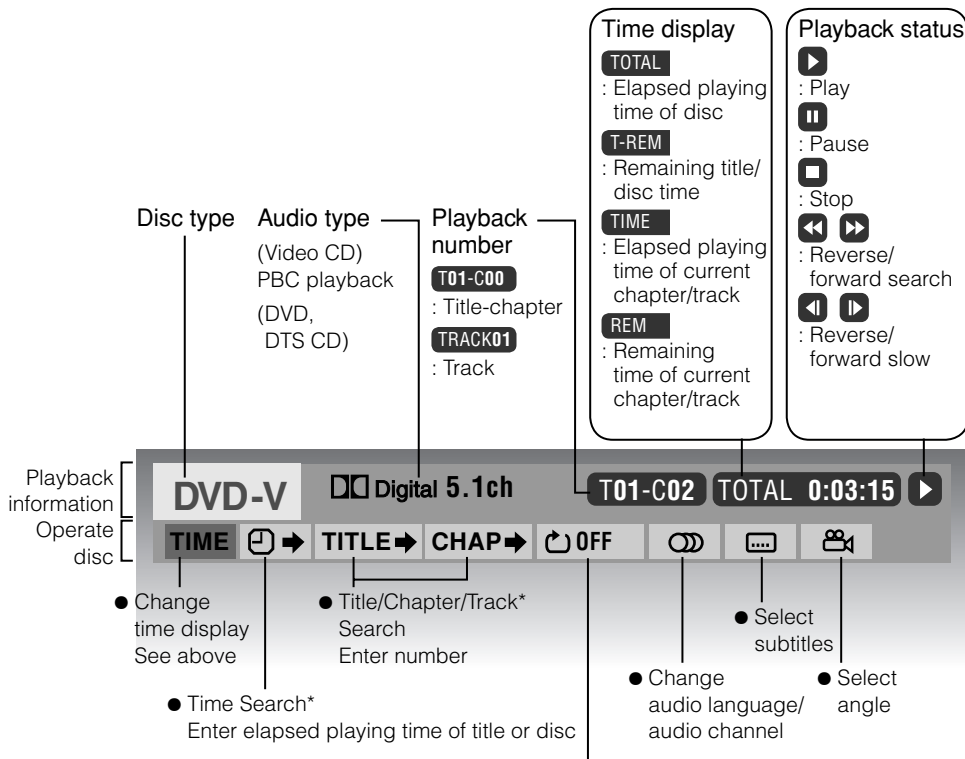 Time display
TOTAL
: Elapsed playing
time of disc
T-REM
: Remaining title/
disc time
TIME
: Elapsed playing
time of current
chapter/track
REM
: Remaining
time of current
chapter/track
Playback status
: Play
: Pause
: Stop
: Reverse/
forward search
: Reverse/
forward slow
Disc type
Audio type
(Video CD)
PBC playback
(DVD,
DTS CD)
Playback
number
T01-C00
: Title-chapter
TRACK01
: Track
Playback
information
DVD-V
Digital 5.1ch
T01-C02
TOTAL 0:03:15
Operate
disc
TIME
TITLE
CHAP
OFF
● Change
time display
See above
● Title/Chapter/Track*
Search
Enter number
● Select
subtitles
● Time Search*
Enter elapsed playing time of title or disc
● Change
audio language/
audio channel
● Select
angle